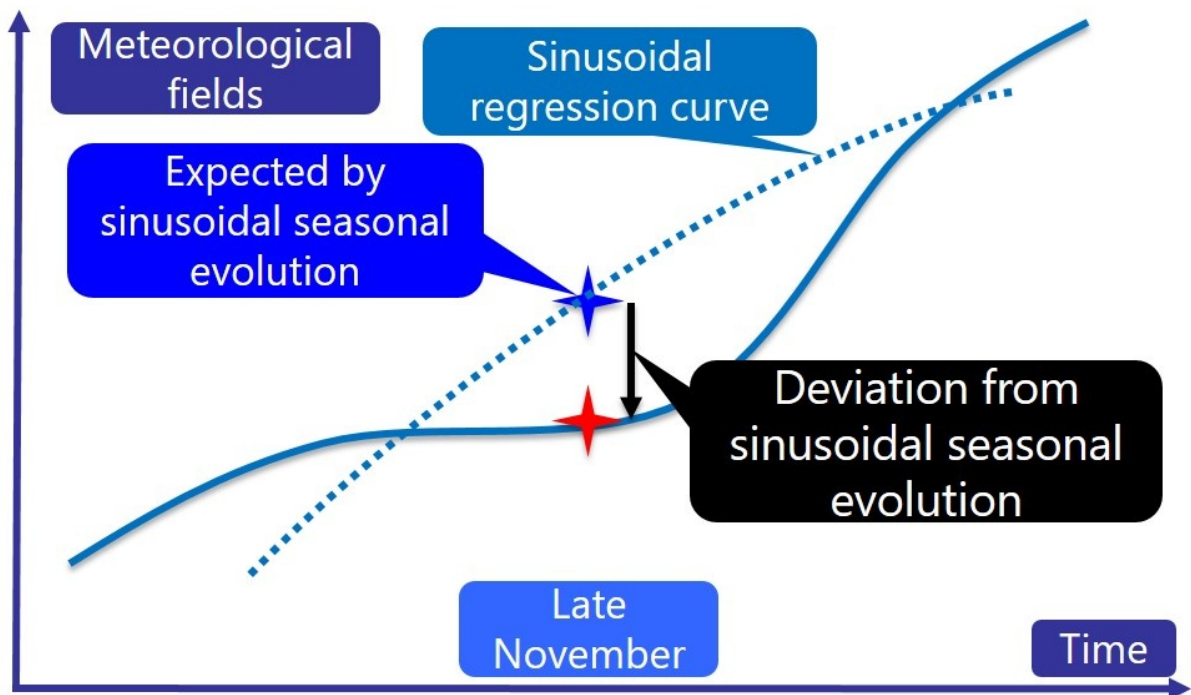 Meteorological
fields
Sinusoidal
regression curve
Expected by
sinusoidal seasonal
evolution
Deviation from
sinusoidal seasonal
evolution
Late
November
Time